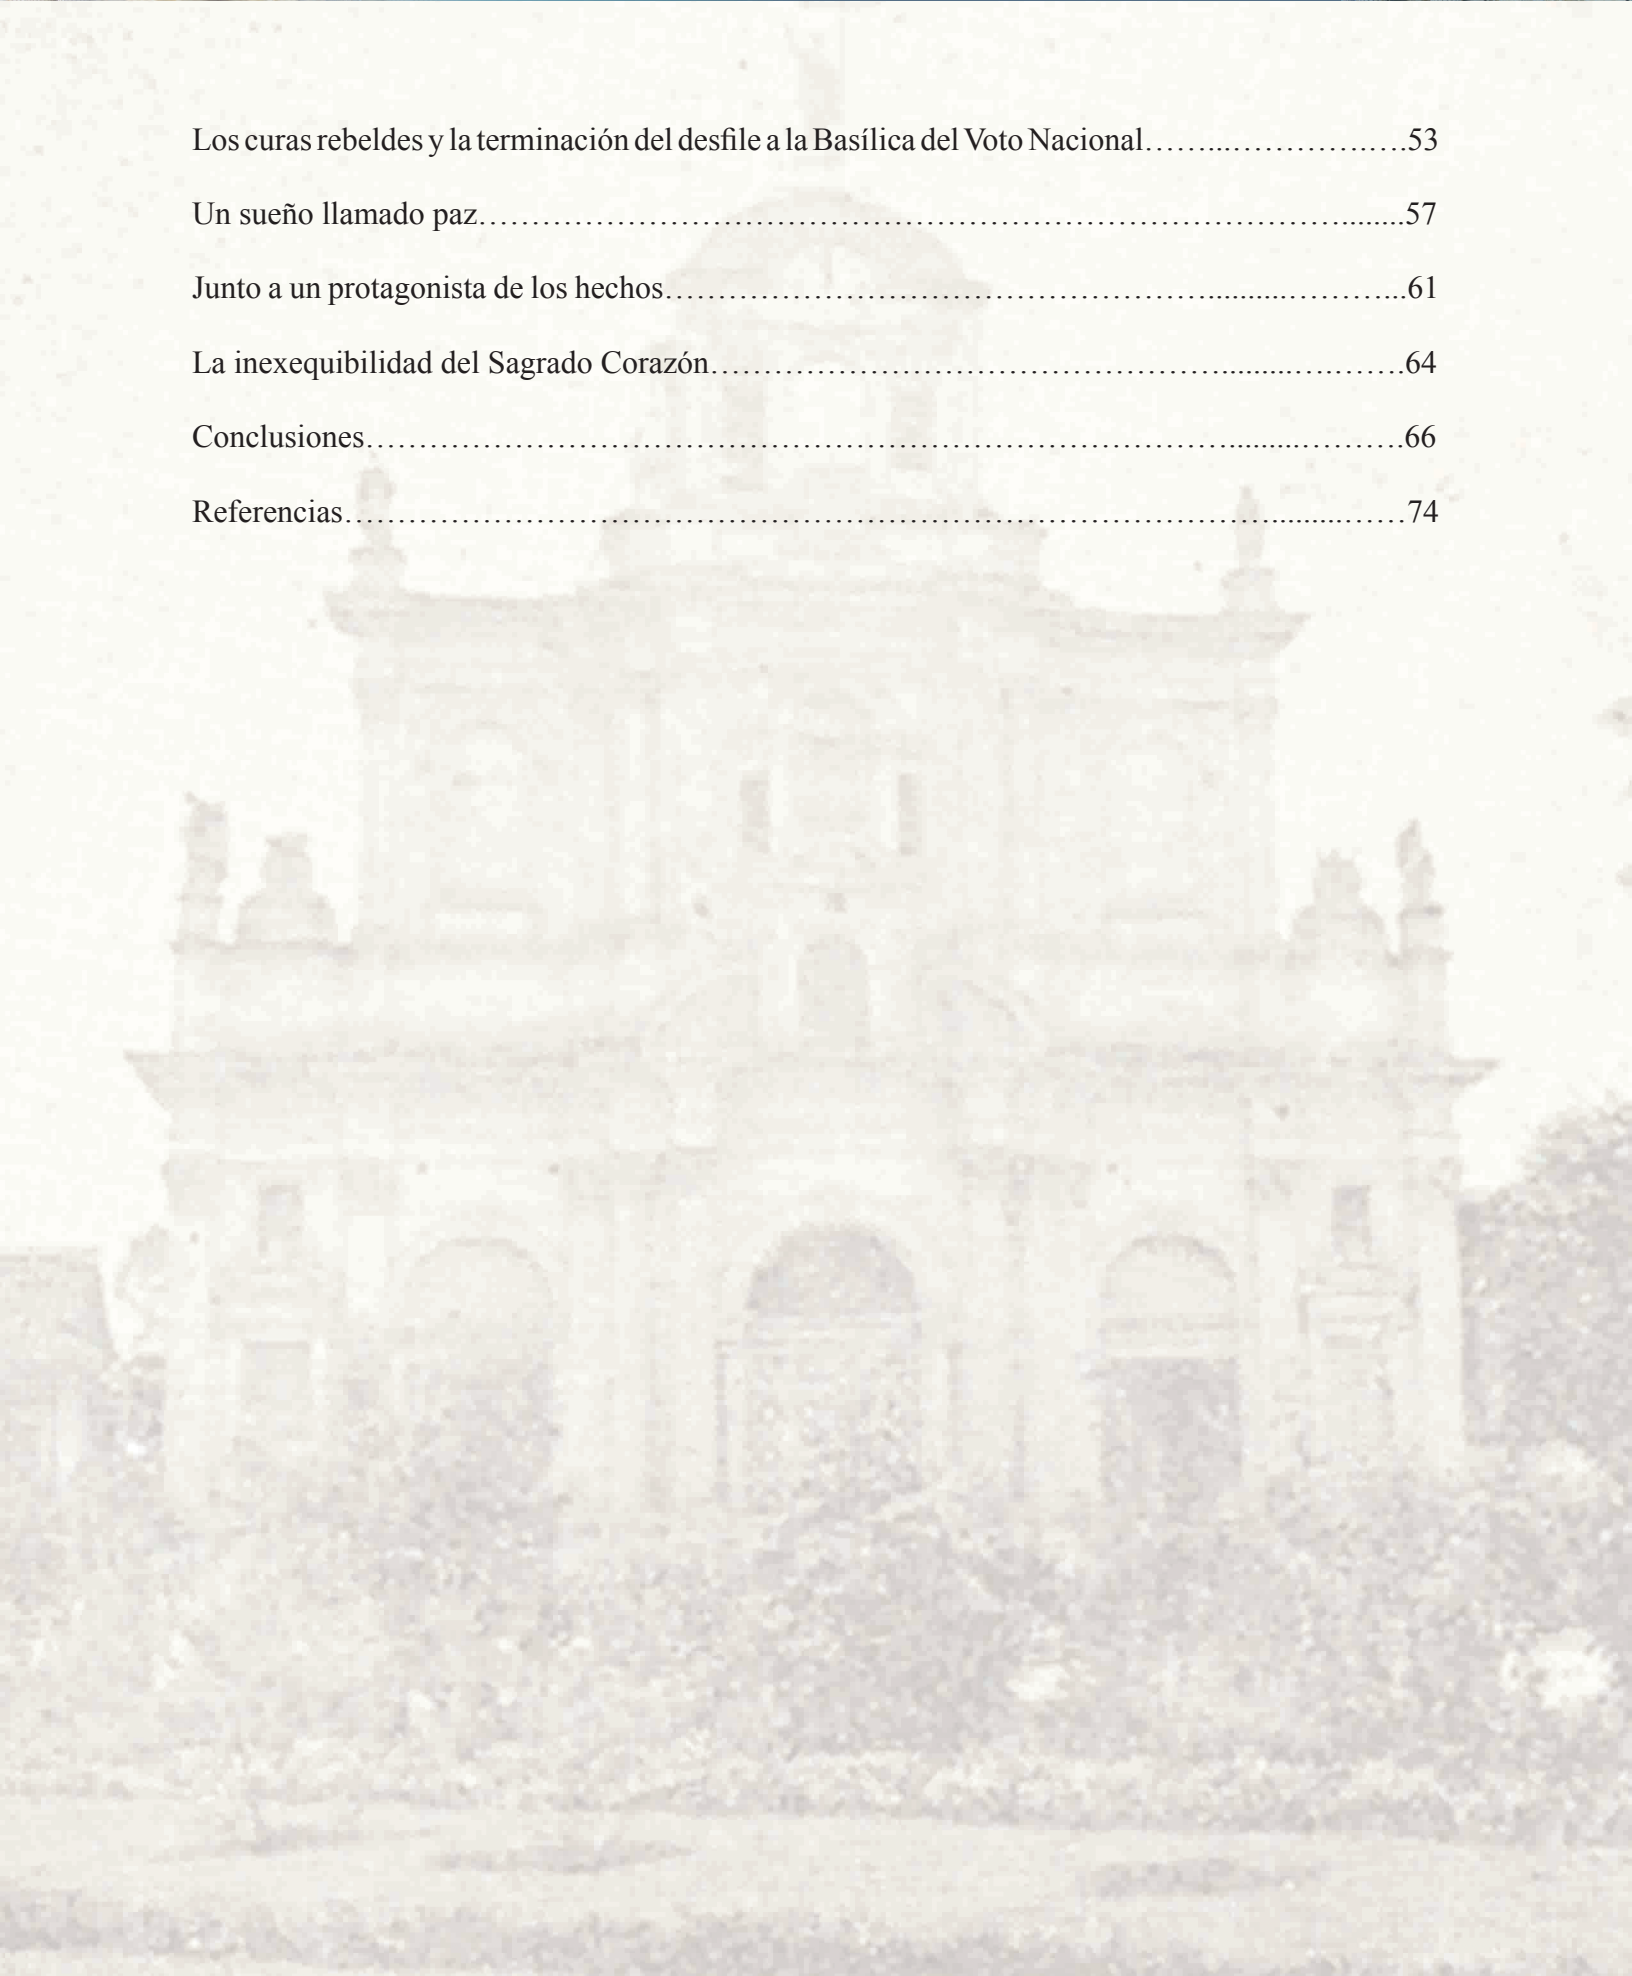 Los curas rebeldes y la terminación del desfile a la Basílica del Voto Nacional……...………….….53
Un sueño llamado paz……………………………………………………………………….........57
Junto a un protagonista de los hechos……………………………………………..........………...61
La inexequibilidad del Sagrado Corazón………………………………………….........….…….64
Conclusiones……………………………………………………………………….........……….66
Referencias…………………………………………………………………………….........……74